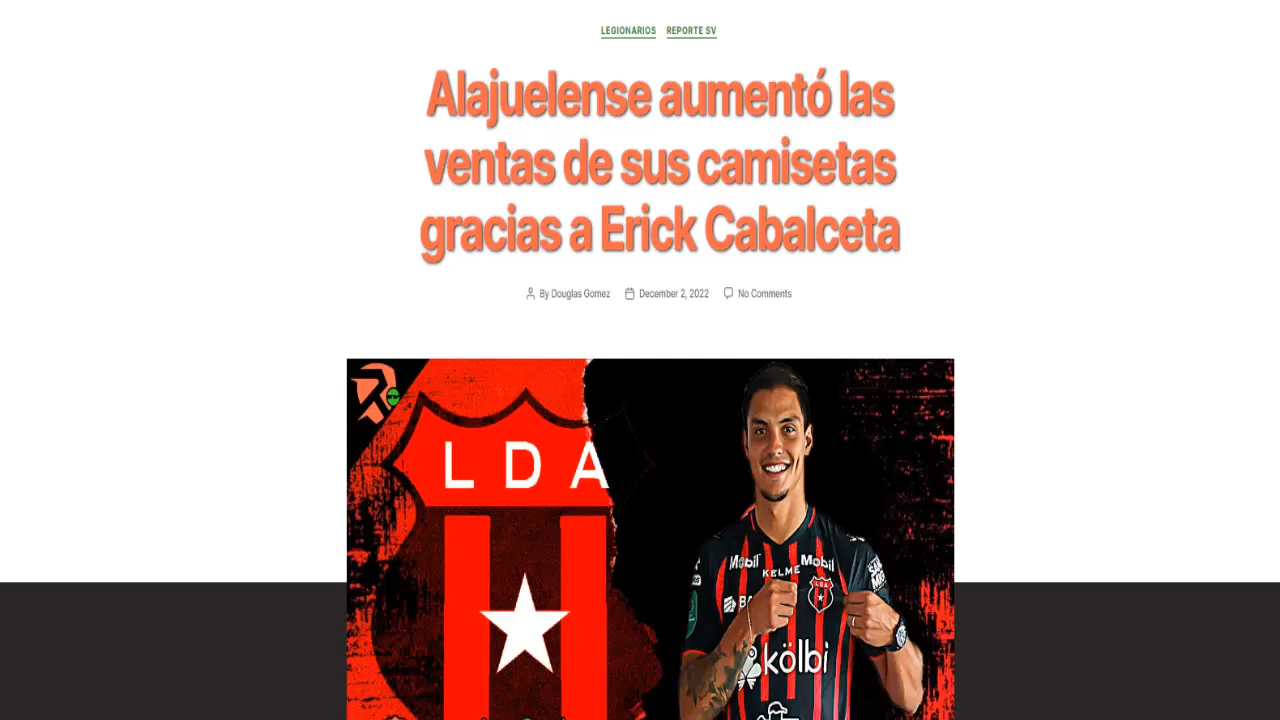 LEGIONARIOS REPORTE SV
Alajuelense aumentó las
ventas de sus camisetas
gracias a Erick Cabalceta
By Douglas Gomez December 2, 2022 No Comments
LDA
Mobil Mobil
KELME
LDA
kölbi